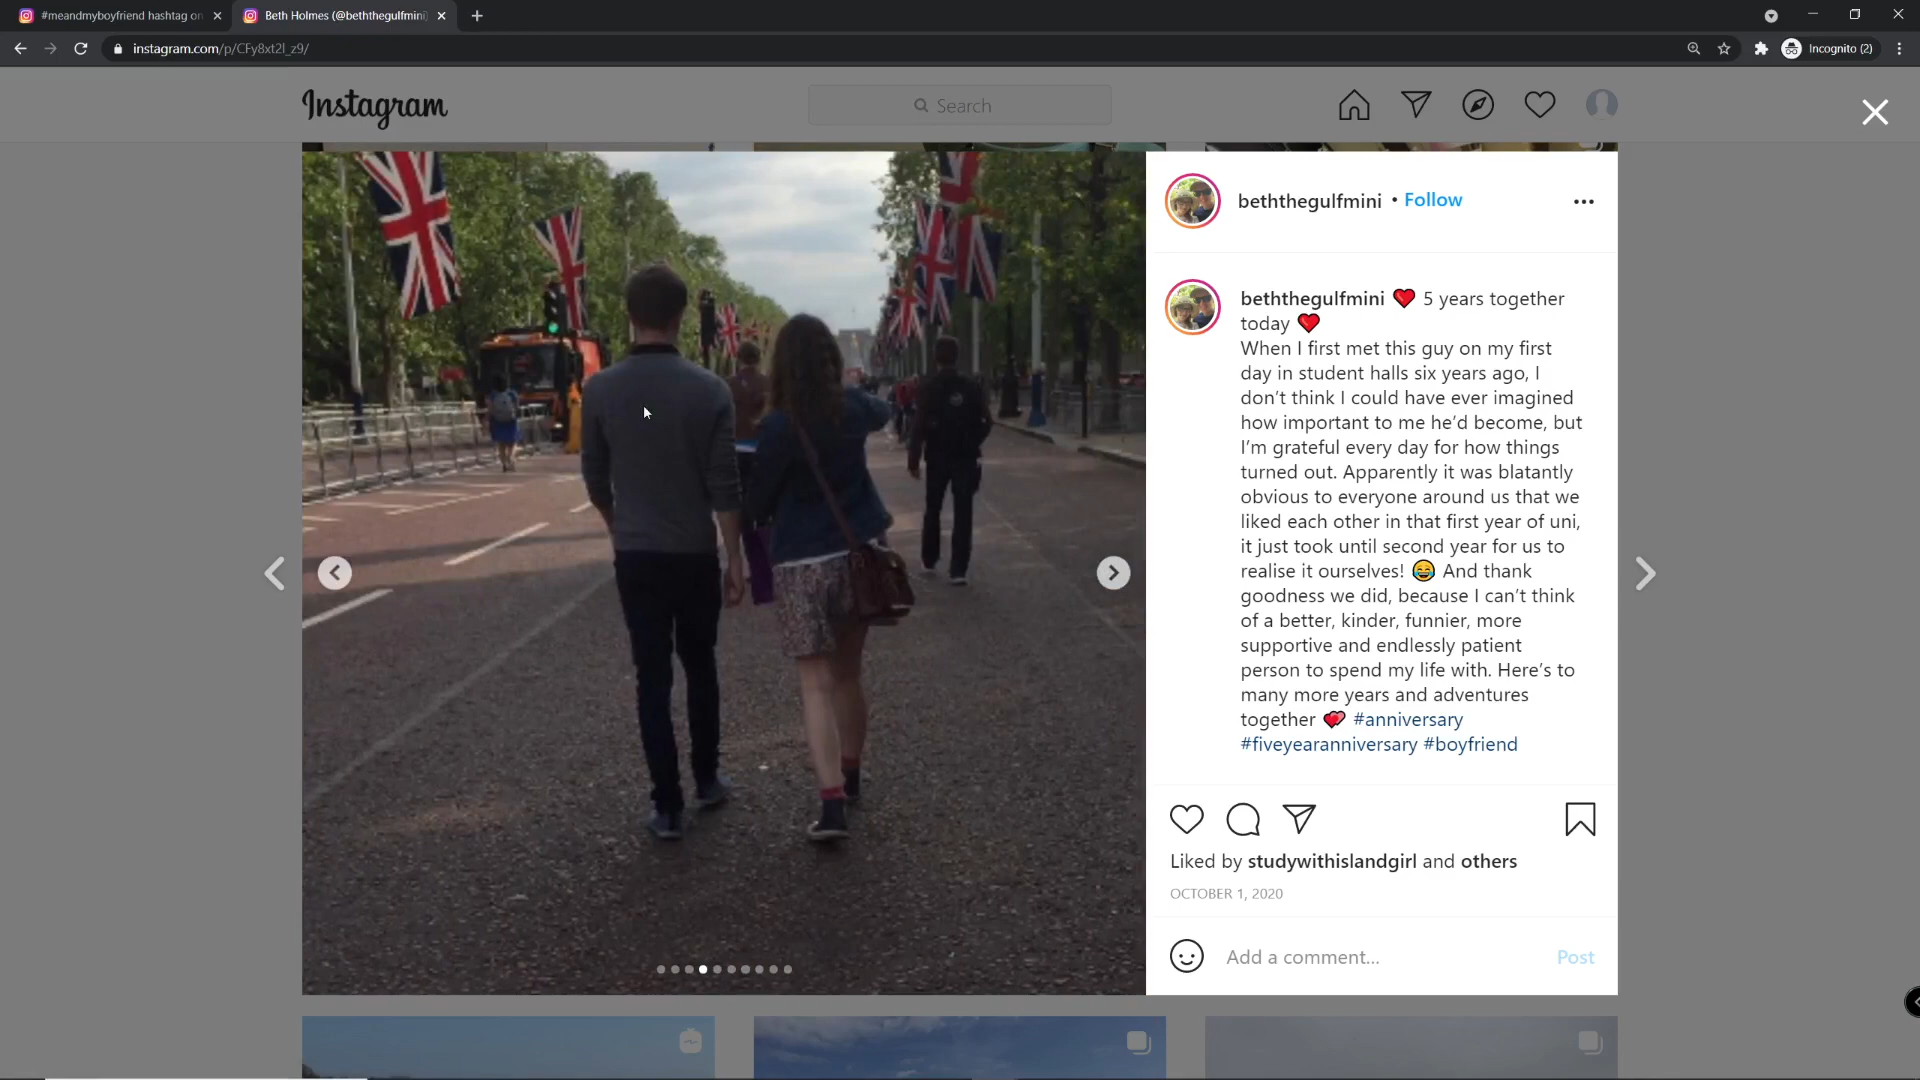 #meandmyboyfriend hashtag on
Beth Holmes (@beththegulfmini)
instagram.com/p/CFy8xt2l_z9/
Incognito (2)
Instagram
Search
beththegulfmini • Follow
beththegulfmini ❤️ 5 years together
today ❤️
When I first met this guy on my first
day in student halls six years ago, I
don’t think I could have ever imagined
how important to me he’d become, but
I’m grateful every day for how things
turned out. Apparently it was blatantly
obvious to everyone around us that we
liked each other in that first year of uni,
it just took until second year for us to
realise it ourselves! 😂 And thank
goodness we did, because I can’t think
of a better, kinder, funnier, more
supportive and endlessly patient
person to spend my life with. Here’s to
many more years and adventures
together 💕 #anniversary
#fiveyearanniversary #boyfriend
Liked by studywithislandgirl and others
OCTOBER 1, 2020
Add a comment...
Post